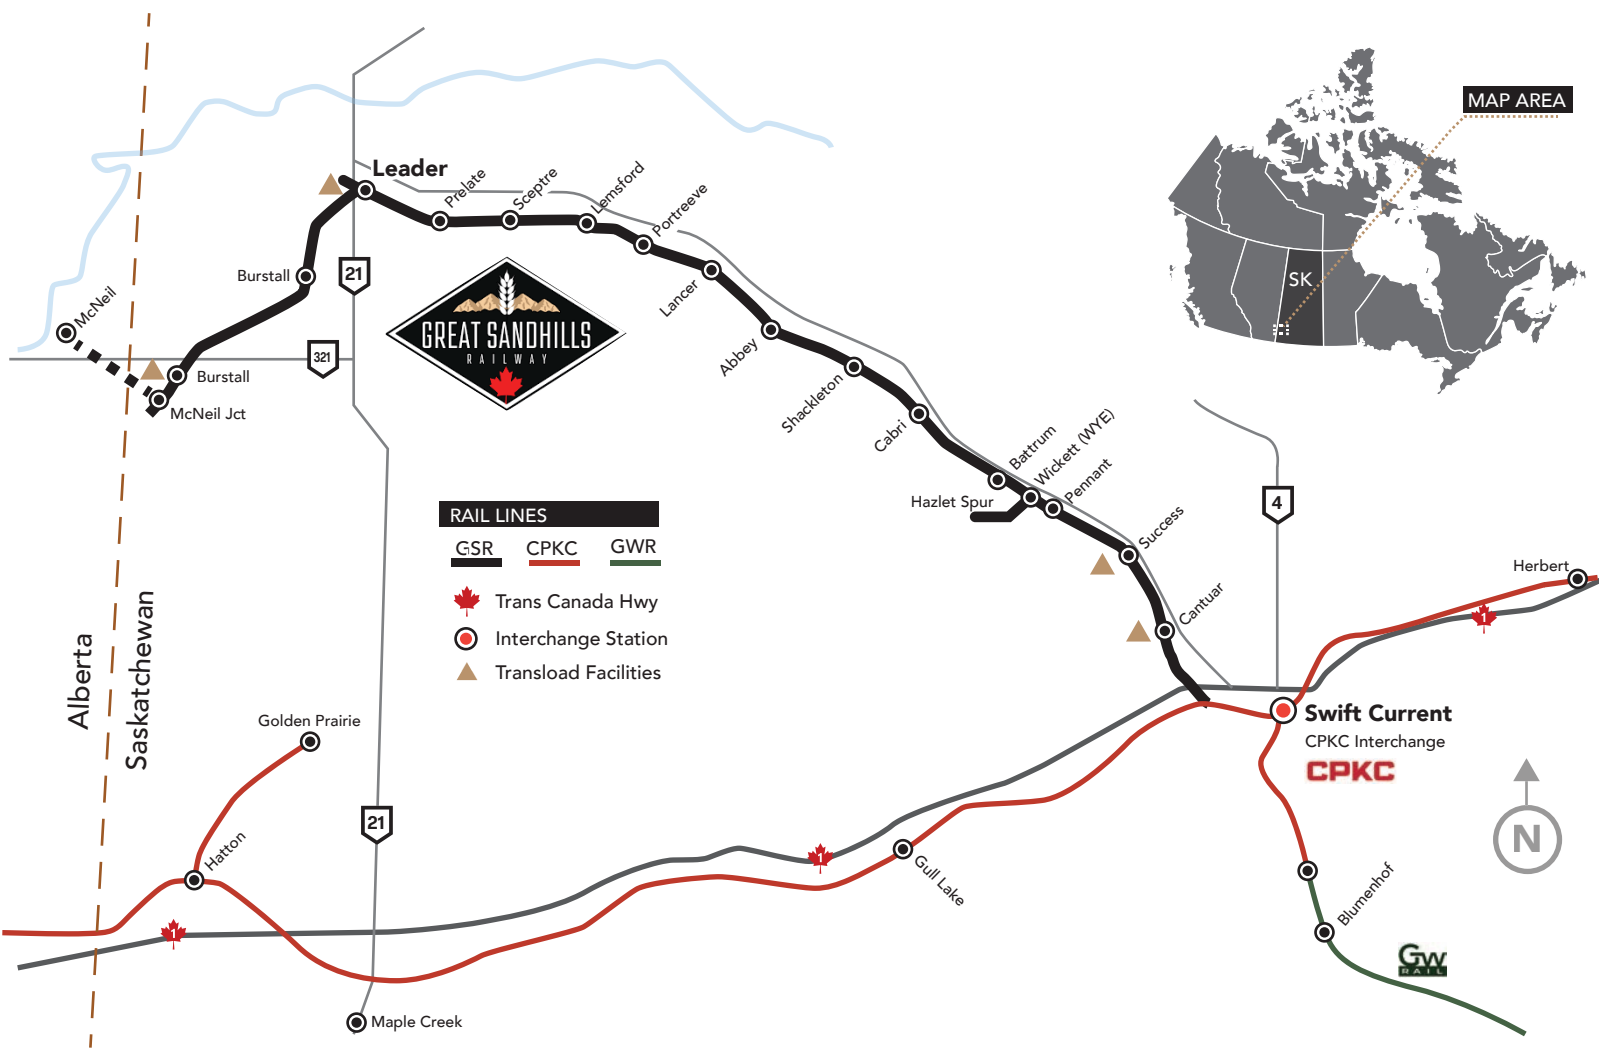 MAP AREA
SK
Leader
Prelate
Sceptre
Lemsford
Portreeve
Lancer
Abbey
Shackleton
Cabri
Battrum
Wickett (WYE)
Pennant
Hazlet Spur
Success
Cantuar
Burstall
21
McNeil
321
Burstall
McNeil Jct
GREAT SANDHILLS
RAILWAY
RAIL LINES
GSR CPKC GWR
Trans Canada Hwy
Interchange Station
Transload Facilities
4
Herbert
1
Alberta
Saskatchewan
Swift Current
CPKC Interchange
CPKC
Golden Prairie
21
Hatton
1
1
Gull Lake
N
Blumenhof
GW
RAIL
Maple Creek